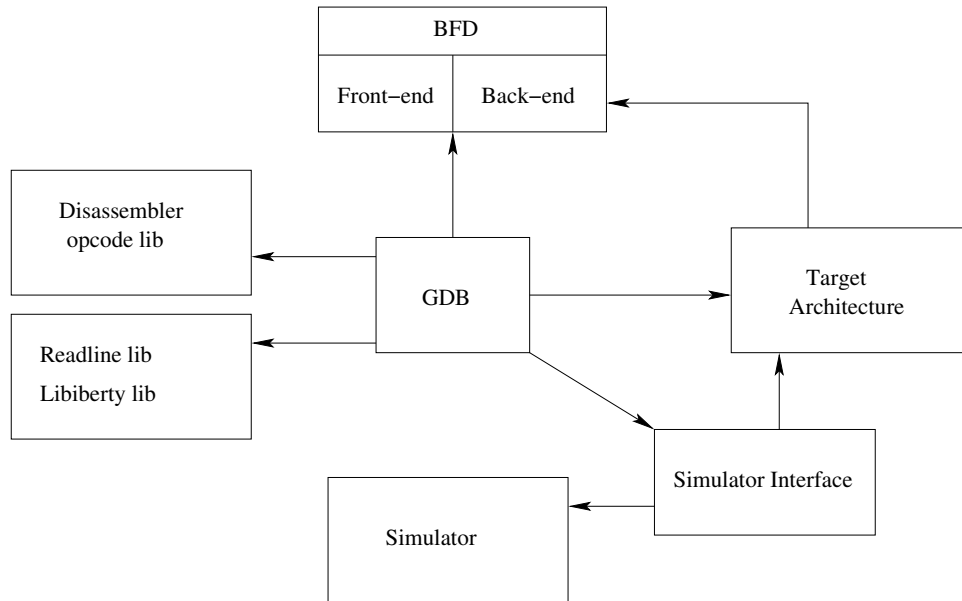 BFD
Front−end
Back−end
Disassembler
opcode lib
GDB
Target
Architecture
Readline lib
Libiberty lib
Simulator Interface
Simulator